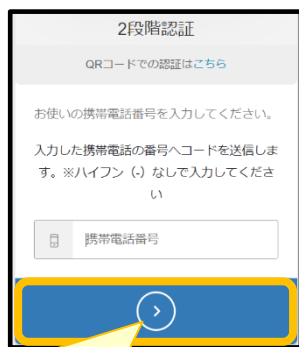 2段階認証
QRコードでの認証はこちら
お使いの携帯電話番号を入力してください。
入力した携帯電話の番号へコードを送信しま
す。※ハイフン (-) なしで入力してくださ
い
携帯電話番号